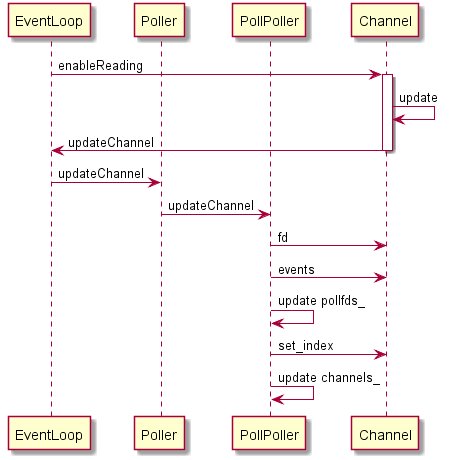 EventLoop
Poller
PollPoller
Channel
enableReading
update
updateChannel
updateChannel
updateChannel
fd
events
update pollfds_
set_index
update channels_
EventLoop
Poller
PollPoller
Channel